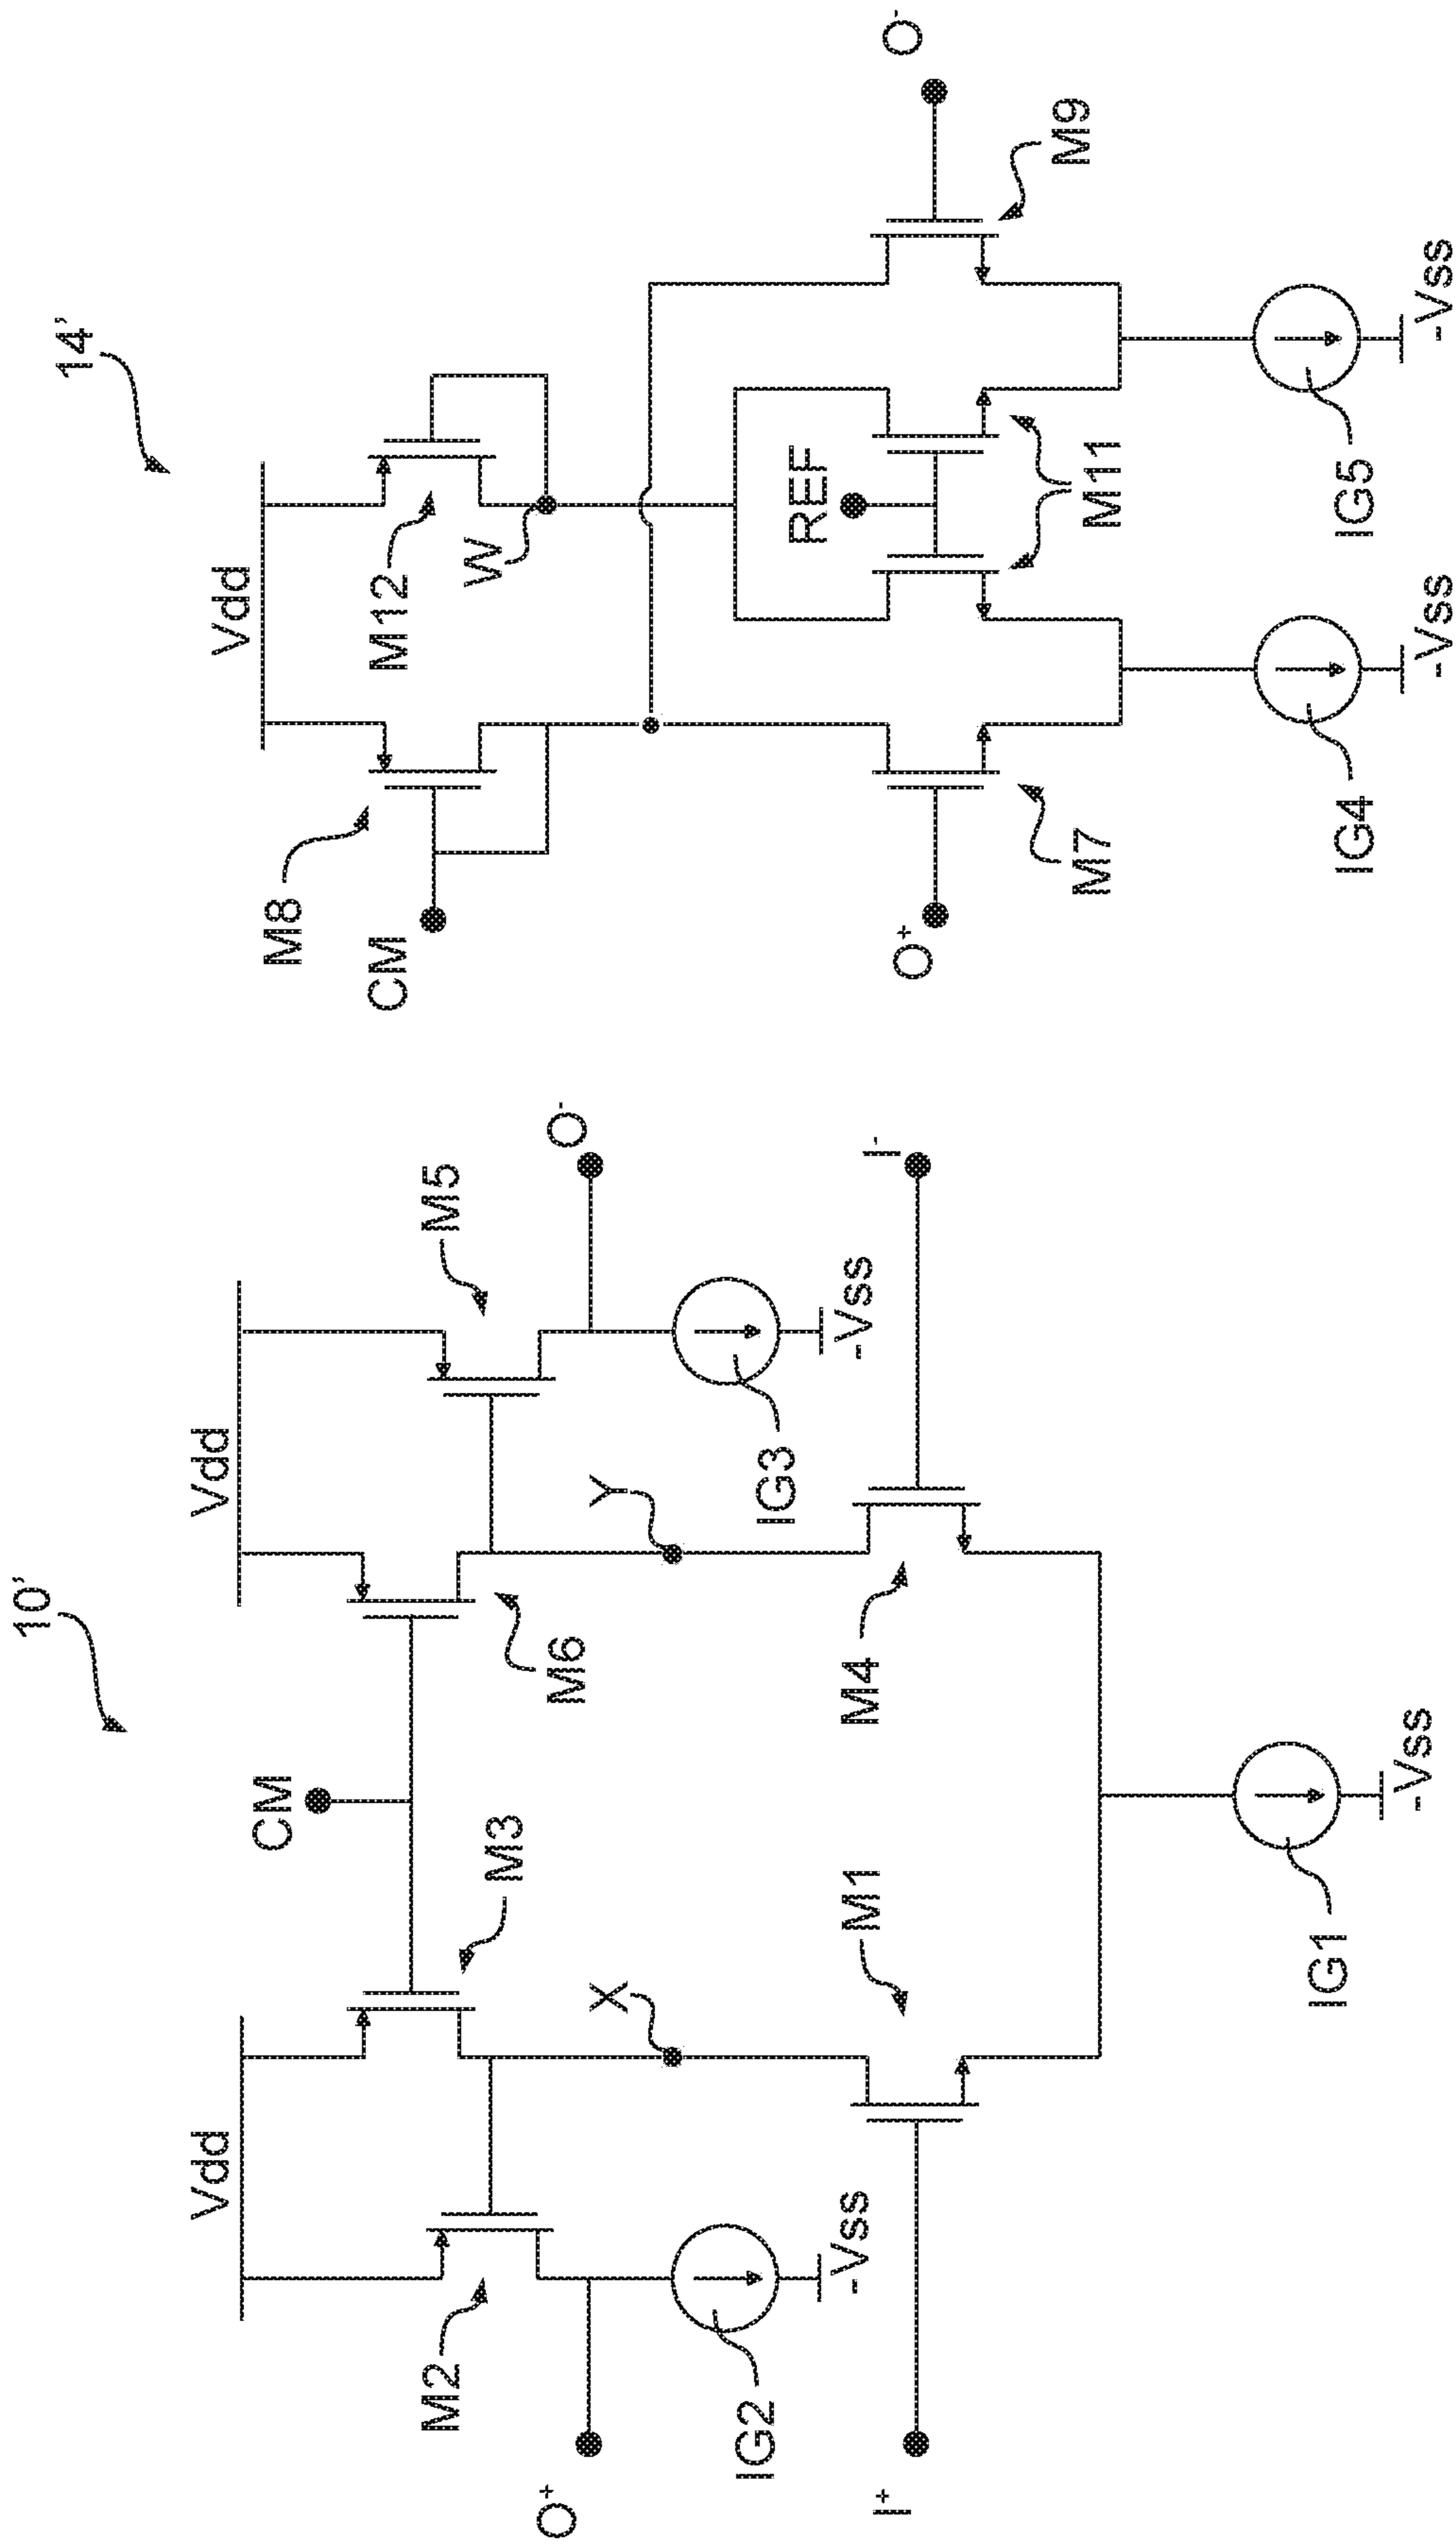 10'
Vdd
Vdd
CM
M2
M3
M6
M5
O+
O-
X
Y
IG2
-Vss
IG3
-Vss
M1
M4
I+
I-
IG1
-Vss
14'
Vdd
M8
M12
CM
W
REF
O+
O-
M7
M11
M9
IG4
-Vss
IG5
-Vss